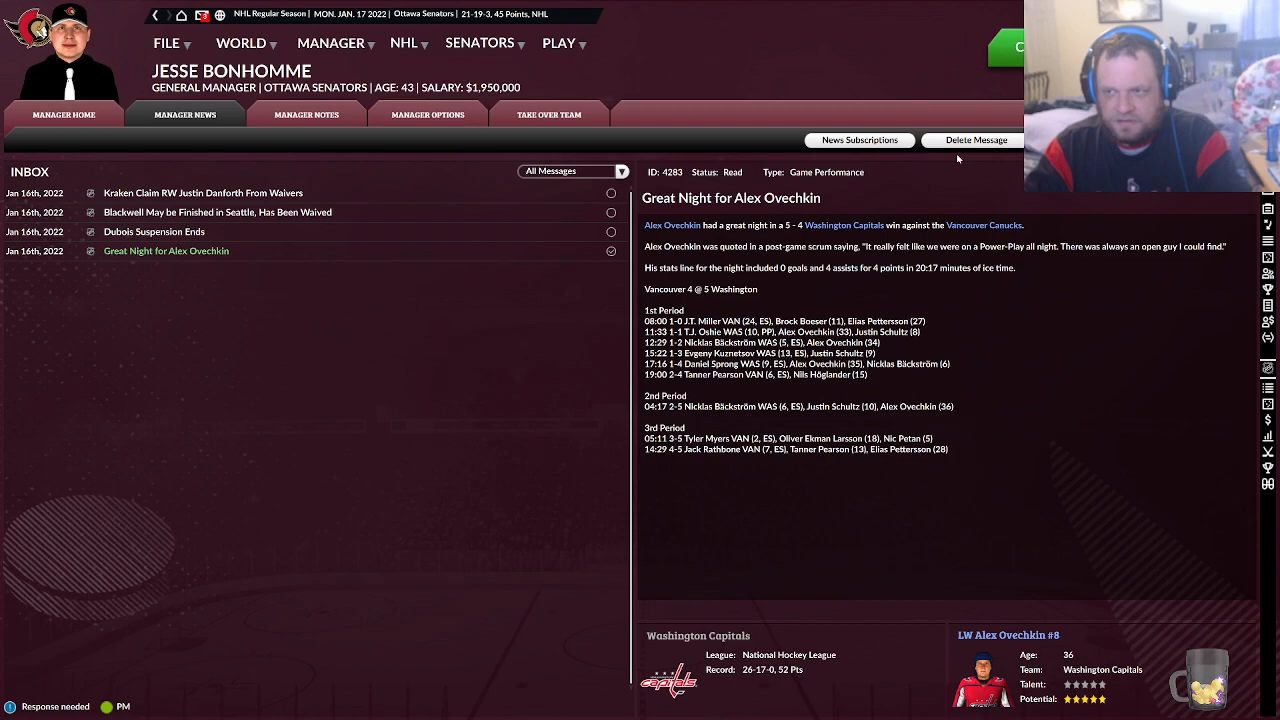 NHL Regular Season | MON. JAN. 17 2022 | Ottawa Senators | 21-19-3, 45 Points, NHL
3
FILE WORLD MANAGER NHL SENATORS PLAY
C
JESSE BONHOMME
GENERAL MANAGER | OTTAWA SENATORS | AGE: 43 | SALARY: $1,950,000
MANAGER HOME MANAGER NEWS MANAGER NOTES MANAGER OPTIONS TAKE OVER TEAM
News Subscriptions Delete Message
INBOX All Messages
Jan 16th, 2022 Kraken Claim RW Justin Danforth From Waivers
Jan 16th, 2022 Blackwell May be Finished in Seattle, Has Been Waived
Jan 16th, 2022 Dubois Suspension Ends
Jan 16th, 2022 Great Night for Alex Ovechkin
ID: 4283 Status: Read Type: Game Performance
Great Night for Alex Ovechkin
Alex Ovechkin had a great night in a 5 - 4 Washington Capitals win against the Vancouver Canucks.
Alex Ovechkin was quoted in a post-game scrum saying, "It really felt like we were on a Power-Play all night. There was always an open guy I could find."
His stats line for the night included 0 goals and 4 assists for 4 points in 20:17 minutes of ice time.
Vancouver 4 @ 5 Washington
1st Period
08:00 1-0 J.T. Miller VAN (24, ES), Brock Boeser (11), Elias Pettersson (27)
11:33 1-1 T.J. Oshie WAS (10, PP), Alex Ovechkin (33), Justin Schultz (8)
12:29 1-2 Nicklas Bäckström WAS (5, ES), Alex Ovechkin (34)
15:22 1-3 Evgeny Kuznetsov WAS (13, ES), Justin Schultz (9)
17:16 1-4 Daniel Sprong WAS (9, ES), Alex Ovechkin (35), Nicklas Bäckström (6)
19:00 2-4 Tanner Pearson VAN (6, ES), Nils Höglander (15)
2nd Period
04:17 2-5 Nicklas Bäckström WAS (6, ES), Justin Schultz (10), Alex Ovechkin (36)
3rd Period
05:11 3-5 Tyler Myers VAN (2, ES), Oliver Ekman Larsson (18), Nic Petan (5)
14:29 4-5 Jack Rathbone VAN (7, ES), Tanner Pearson (13), Elias Pettersson (28)
Washington Capitals
League: National Hockey League
Record: 26-17-0, 52 Pts
capitals
LW Alex Ovechkin #8
Age: 36
Team: Washington Capitals
Talent:
Potential:
Response needed PM